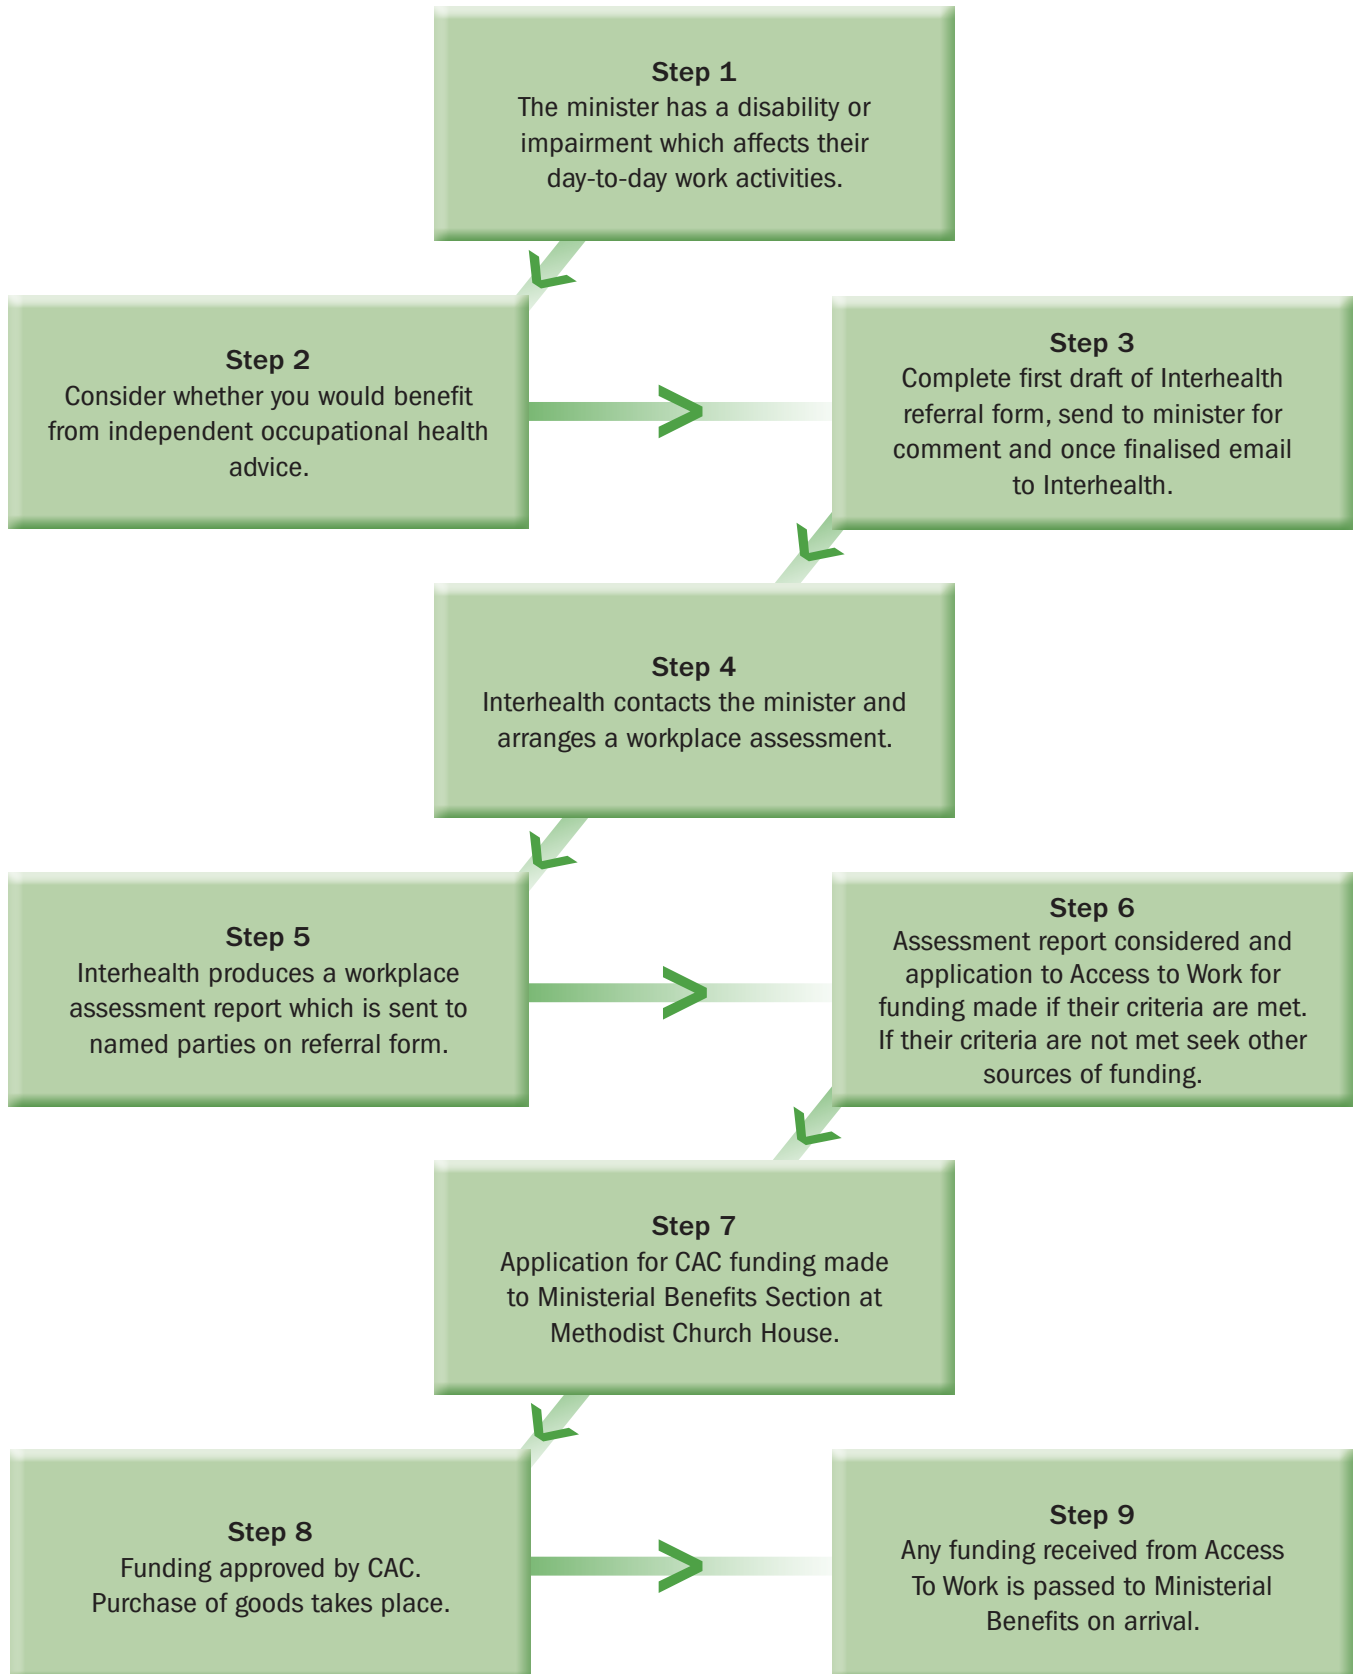 Step 1
The minister has a disability or
impairment which affects their
day-to-day work activities.
Step 2
Consider whether you would benefit
from independent occupational health
advice.
Step 3
Complete first draft of Interhealth
referral form, send to minister for
comment and once finalised email
to Interhealth.
Step 4
Interhealth contacts the minister and
arranges a workplace assessment.
Step 5
Interhealth produces a workplace
assessment report which is sent to
named parties on referral form.
Step 6
Assessment report considered and
application to Access to Work for
funding made if their criteria are met.
If their criteria are not met seek other
sources of funding.
Step 7
Application for CAC funding made
to Ministerial Benefits Section at
Methodist Church House.
Step 8
Funding approved by CAC.
Purchase of goods takes place.
Step 9
Any funding received from Access
To Work is passed to Ministerial
Benefits on arrival.